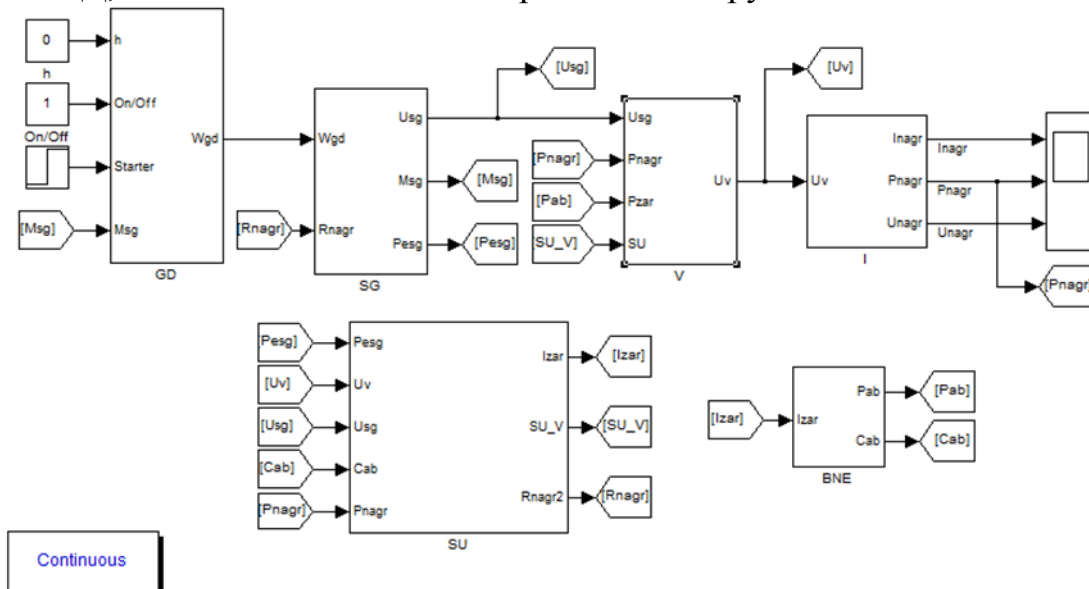 0
h
1
On/Off
h
On/Off
Starter
Msg
Wgd
GD
[Msg]
Wgd
Rnagr
Usg
Msg
Pesg
SG
[Rnagr]
[Usg]
[Msg]
[Pesg]
[Pnagr]
[Pab]
[SU_V]
Usg
Pnagr
Pzar
SU
Uv
V
[Uv]
Uv
Inagr
Pnagr
Unagr
I
Inagr
Pnagr
Unagr
[Pnagr]
Pesg]
[Uv]
[Usg]
[Cab]
[Pnagr]
Pesg
Uv
Usg
Cab
Pnagr
Izar
SU_V
Rnagr2
SU
[Izar]
[SU_V]
[Rnagr]
[Izar]
Izar
Pab
Cab
BNE
[Pab]
[Cab]
Continuous